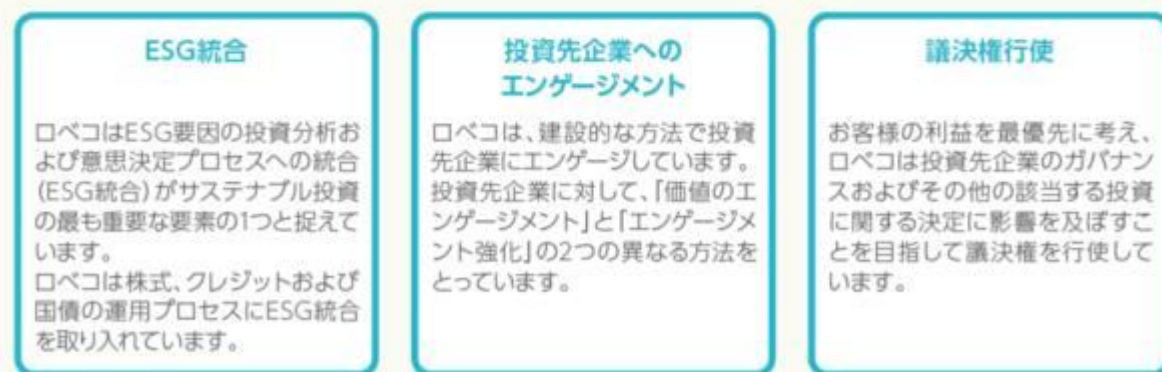 ESG統合
ロベコはESG要因の投資分析お
よび意思決定プロセスへの統合
(ESG統合)がサステナブル投資
の最も重要な要素の1つと捉えて
います。
ロベコは株式、クレジットおよび
国債の運用プロセスにESG統合
を取り入れています。
投資先企業への
エンゲージメント
ロベコは、建設的な方法で投資
先企業にエンゲージしています。
投資先企業に対して、「価値のエ
ンゲージメント」と「エンゲージメ
ント強化」の2つの異なる方法を
とっています。
議決権行使
お客様の利益を最優先に考え、
ロベコは投資先企業のガバナン
スおよびその他の該当する投資
に関する決定に影響を及ぼすこ
とを目指して議決権を行使して
います。